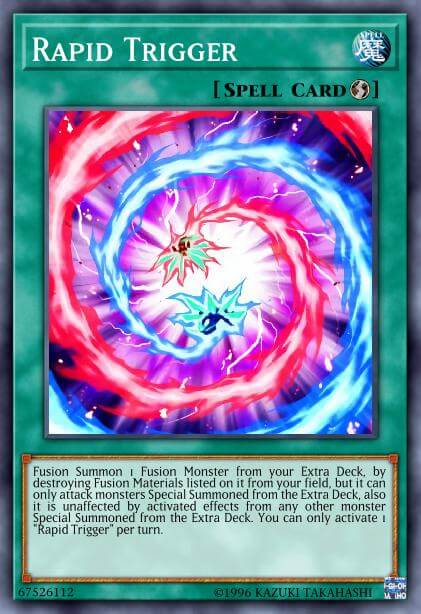 Rapid Trigger
SPELL
魔
[Spell Card]
Fusion Summon 1 Fusion Monster from your Extra Deck, by
destroying Fusion Materials listed on it from your field, but it can
only attack monsters Special Summoned from the Extra Deck, also
it is unaffected by activated effects from any other monster
Special Summoned from the Extra Deck. You can only activate 1
"Rapid Trigger" per turn.
67526112
©1996 KAZUKI TAKAHASHI